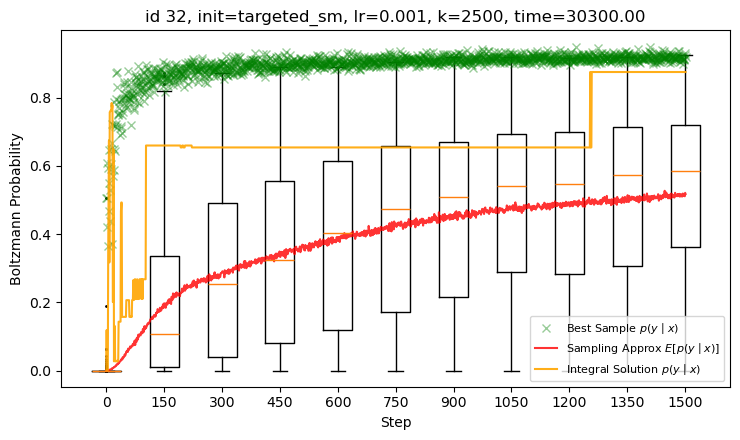 id 32, init=targeted_sm, lr=0.001, k=2500, time=30300.00
Boltzmann Probability
0.8
0.6
0.4
0.2
0.0
0 150 300 450 600 750 900 1050 1200 1350 1500
Step
Best Sample p(y | x)
Sampling Approx E[p(y | x)]
Integral Solution p(y | x)